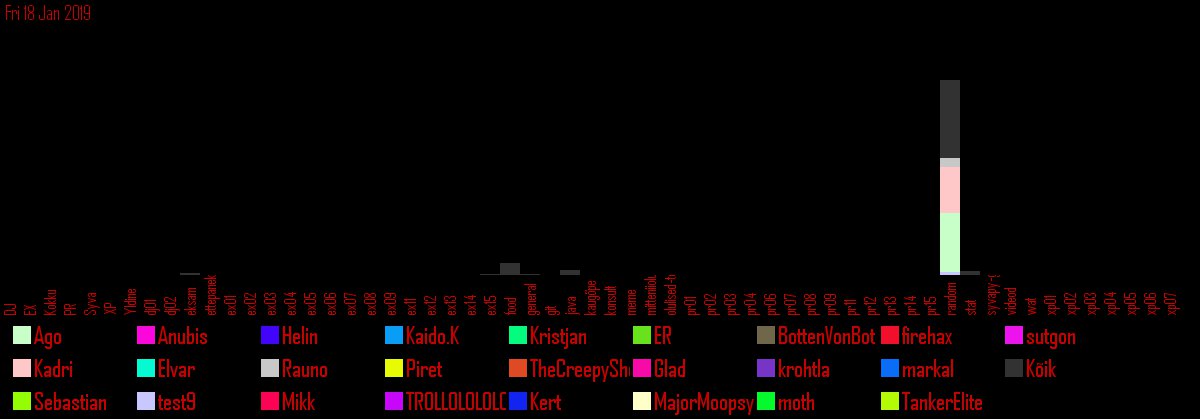 Fri 18 Jan 2019
DJ EX Kokku PR Syva XP Yldine dj01 dj02 eksam ettepanek ex01 ex02 ex03 ex04 ex05 ex06 ex07 ex08 ex09 ex11 ex12 ex13 ex14 ex15 food general git java kangõpe konsult meme mitteniloL olulised-h pr01 pr02 pr03 pr04 pr06 pr07 pr08 pr09 pr11 pr12 pr13 pr14 pr15 random stat syvapy-t videod wat xp01 xp02 xp03 xp04 xp05 xp06 xp07
Ago Anubis Helin Kaido.K Kristjan ER BottenVonBot firehax sutgon
Kadri Elvar Rauno Piret TheCreepySh Glad krohtla markal Kõik
Sebastian test9 Mikk TROLLOLOLOLO Kert MajorMoopsy moth TankerElite